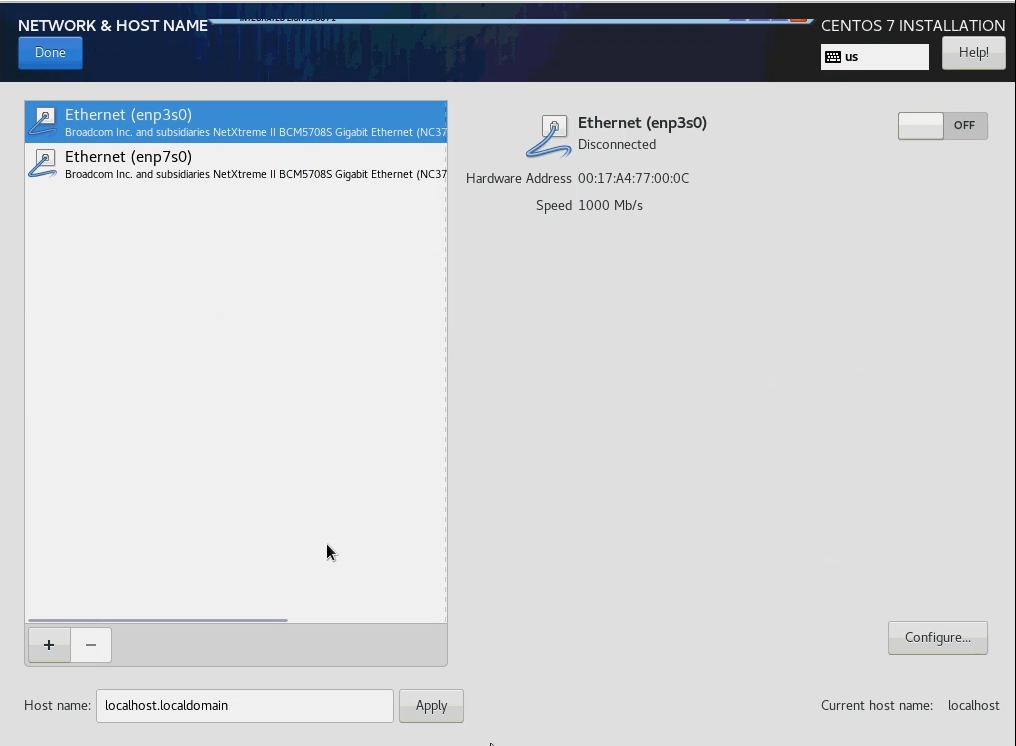 NETWORK & HOST NAME
CENTOS 7 INSTALLATION
Done
us
Help!
Ethernet (enp3s0)
Broadcom Inc. and subsidiaries NetXtreme II BCM5708S Gigabit Ethernet (NC37
Ethernet (enp7s0)
Broadcom Inc. and subsidiaries NetXtreme II BCM5708S Gigabit Ethernet (NC37
Ethernet (enp3s0)
Disconnected
OFF
Hardware Address 00:17:A4:77:00:0C
Speed 1000 Mb/s
+ −
Configure...
Host name: localhost.localdomain Apply
Current host name: localhost